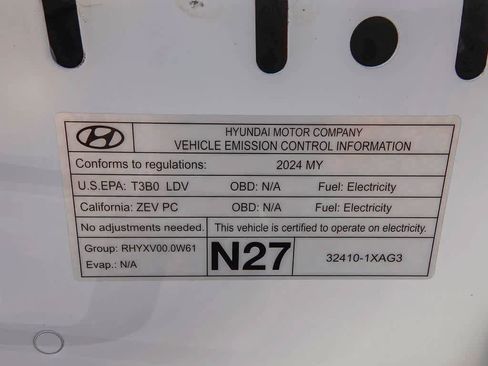 HYUNDAI MOTOR COMPANY
VEHICLE EMISSION CONTROL INFORMATION
Conforms to regulations: 2024 MY
U.S.EPA: T3B0 LDV OBD: N/A Fuel: Electricity
California: ZEV PC OBD: N/A Fuel: Electricity
No adjustments needed. This vehicle is certified to operate on electricity.
Group: RHYXV00.0W61
Evap.: N/A
N27
32410-1XAG3